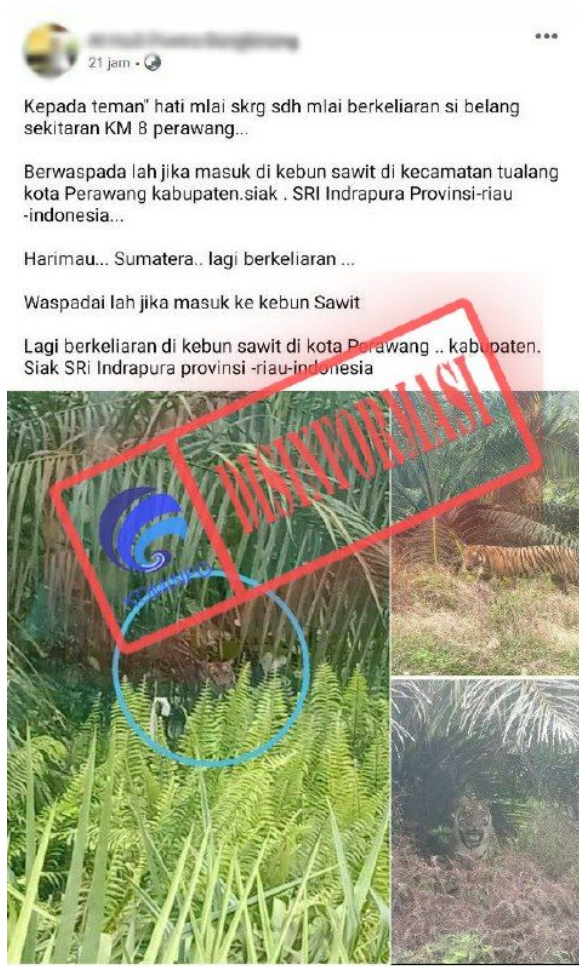 21 jam
Kepada teman" hati mlai skrg sdh mlai berkeliaran si belang
sekitaran KM 8 perawang...
Berwaspada lah jika masuk di kebun sawit di kecamatan tualang
kota Perawang kabupaten.siak . SRI Indrapura Provinsi-riau
-indonesia...
Harimau... Sumatera.. lagi berkeliaran ...
Waspadai lah jika masuk ke kebun Sawit
Lagi berkeliaran di kebun sawit di kota Perawang .. kabupaten.
Siak SRi Indrapura provinsi -riau-indonesia
DISINFORMASI
KOMINFO